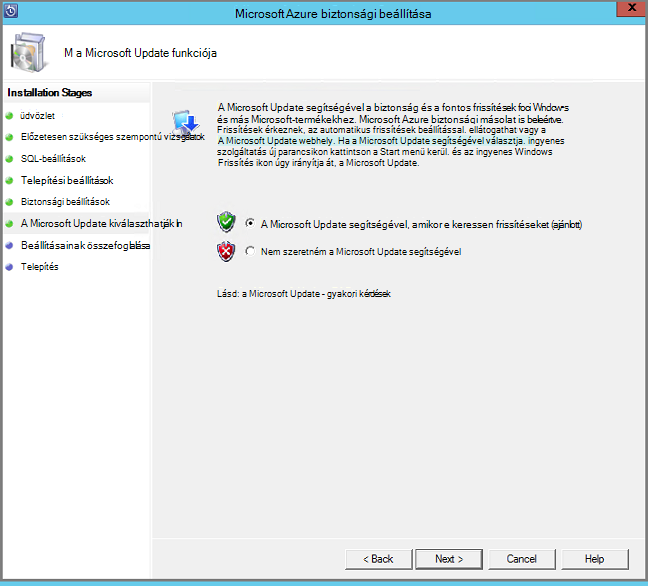 Microsoft Azure biztonsági beállítása
M a Microsoft Update funkciója
Installation Stages
üdvözlet
Előzetesen szükséges szempontú vizsgálatok
SQL-beállítások
Telepítési beállítások
Biztonsági beállítások
A Microsoft Update kiválaszthatják In
Beállításainak összefoglalása
Telepítés
A Microsoft Update segítségével a biztonság és a fontos frissítések foci Windows
és más Microsoft-termékekhez. Microsoft Azure biztonsági másolat is beleértve.
Frissítések érkeznek, az automatikus frissítések beállítással. ellátogathat vagy a
A Microsoft Update webhely. Ha a Microsoft Update segítségével választja. ingyenes
szolgáltatás új parancsikon kattintson a Start menü kerül. és az ingyenes Windows
Frissítés ikon úgy irányítja át, a Microsoft Update.
A Microsoft Update segítségével, amikor e keressen frissítéseket (ajánlott)
Nem szeretném a Microsoft Update segítségével
Lásd: a Microsoft Update - gyakori kérdések
< Back
Next >
Cancel
Help